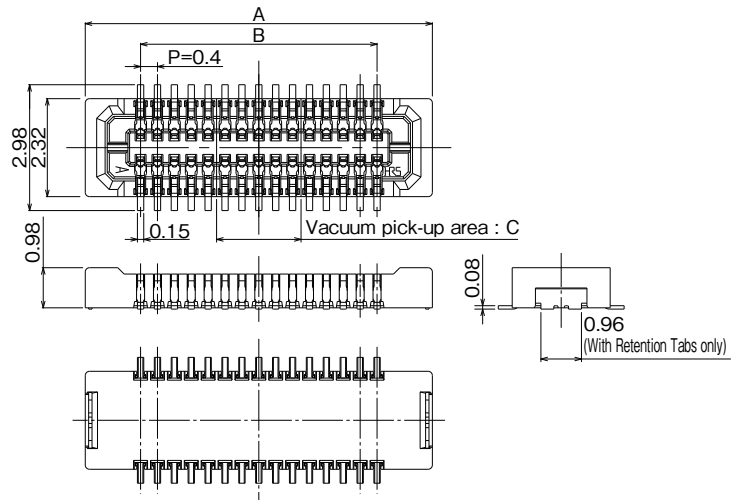 A
B
P=0.4
2.98
2.32
A
HRS
0.15
Vacuum pick-up area : C
0.98
0.08
0.96
(With Retention Tabs only)